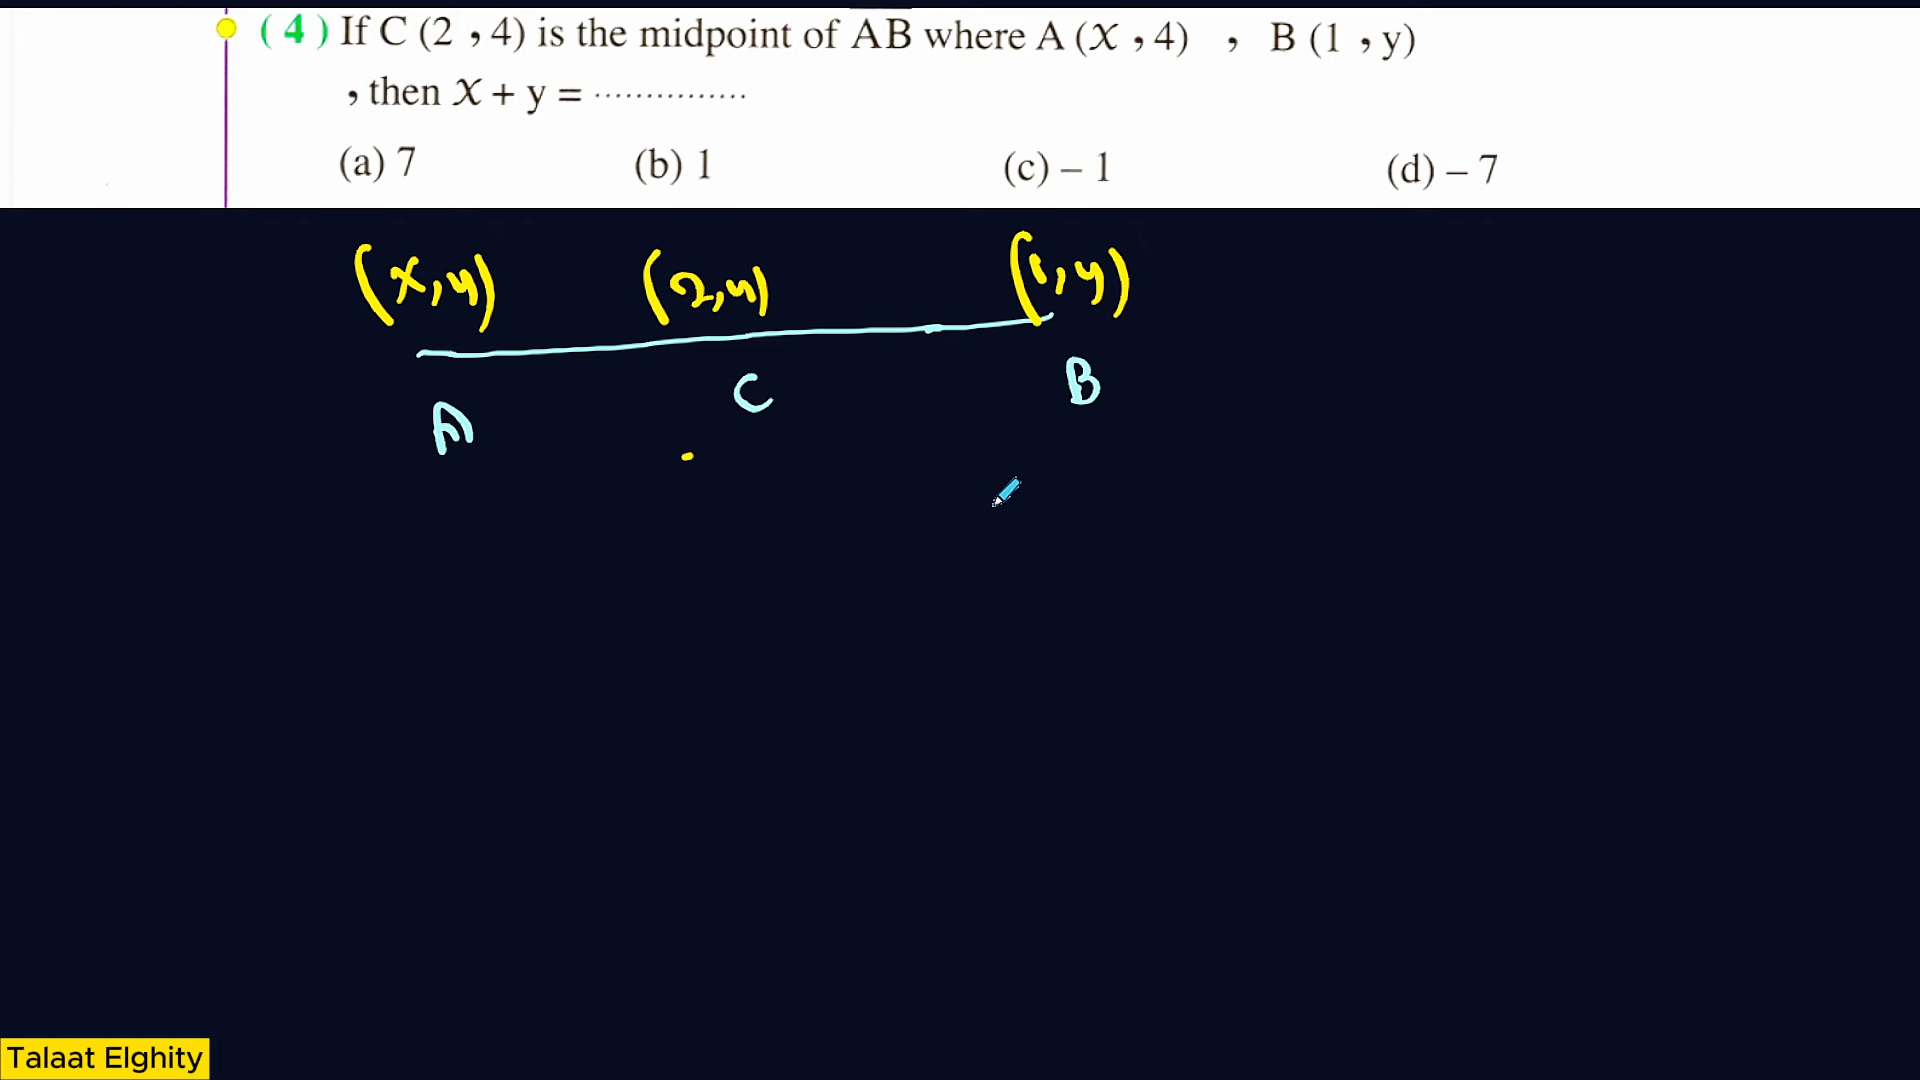 (4) If C (2 , 4) is the midpoint of AB where A (X , 4) , B (1 , y)
, then X + y = ...............
(a) 7 (b) 1 (c) – 1 (d) – 7
(x,4) (2,4) (1,y)
A C B
Talaat Elghity